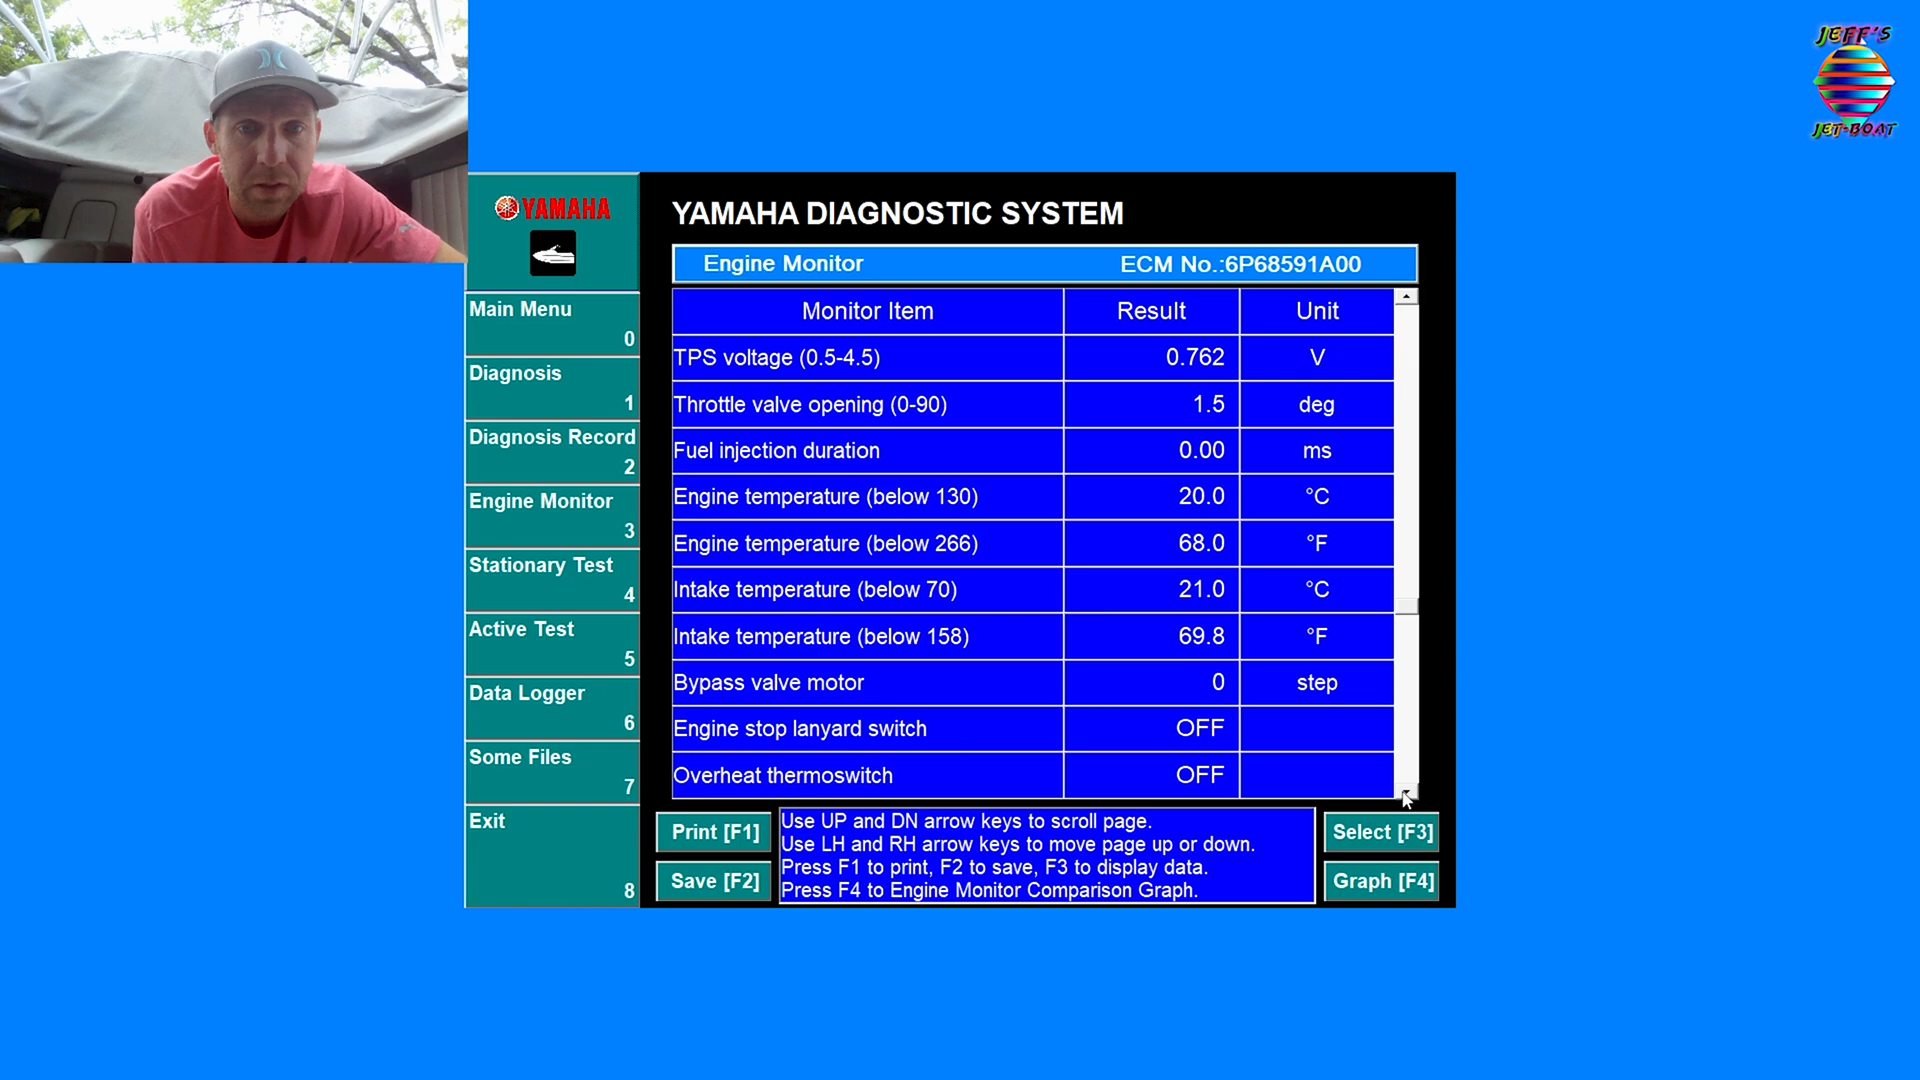 JEFF'S
JET-BOAT
YAMAHA
YAMAHA DIAGNOSTIC SYSTEM
Engine Monitor ECM No.:6P68591A00
Main Menu
0
Diagnosis
1
Diagnosis Record
2
Engine Monitor
3
Stationary Test
4
Active Test
5
Data Logger
6
Some Files
7
Exit
8
Monitor Item Result Unit
TPS voltage (0.5-4.5) 0.762 V
Throttle valve opening (0-90) 1.5 deg
Fuel injection duration 0.00 ms
Engine temperature (below 130) 20.0 °C
Engine temperature (below 266) 68.0 °F
Intake temperature (below 70) 21.0 °C
Intake temperature (below 158) 69.8 °F
Bypass valve motor 0 step
Engine stop lanyard switch OFF
Overheat thermoswitch OFF
Print [F1]
Save [F2]
Use UP and DN arrow keys to scroll page.
Use LH and RH arrow keys to move page up or down.
Press F1 to print, F2 to save, F3 to display data.
Press F4 to Engine Monitor Comparison Graph.
Select [F3]
Graph [F4]